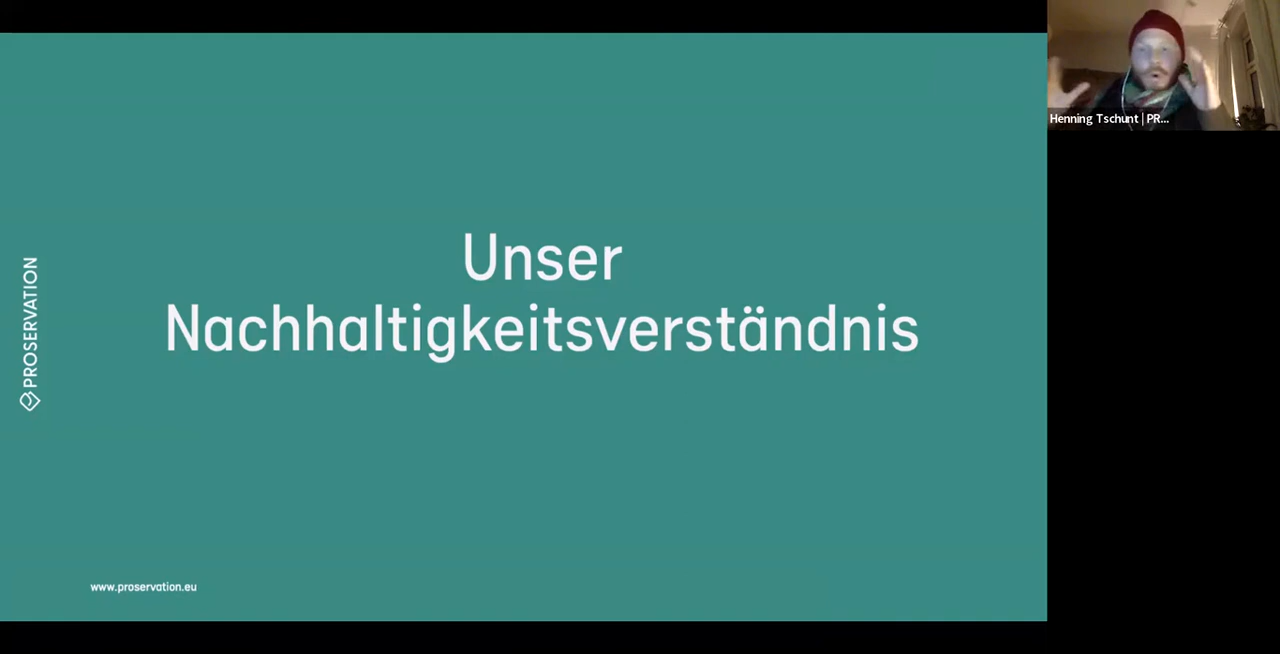 Unser
Nachhaltigkeitsverständnis
PROSERVATION
www.proservation.eu
Henning Tschunt | PR...